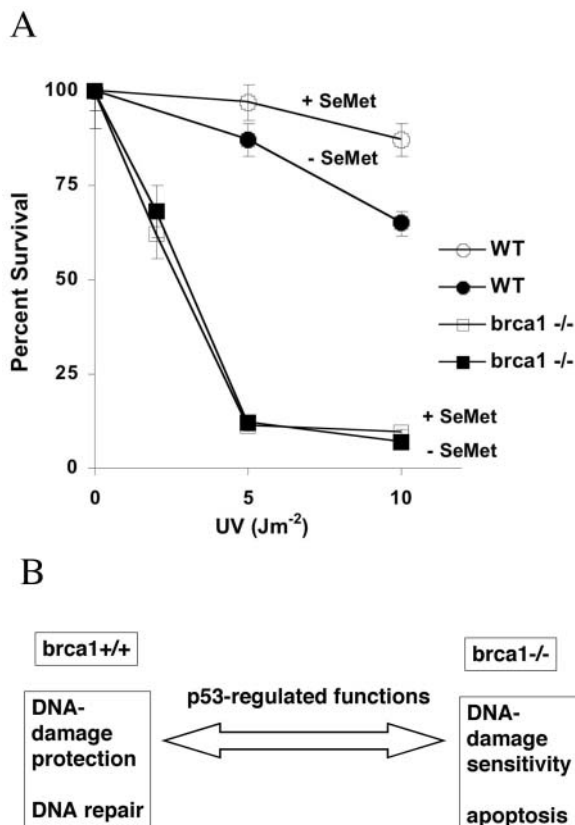 A
100
75
50
25
0
Percent Survival
0 5 10
UV (Jm-2)
+ SeMet
- SeMet
WT
WT
brca1 -/-
brca1 -/-
+ SeMet
- SeMet
B
brca1+/+
brca1-/-
p53-regulated functions
DNA-
damage
protection
DNA repair
DNA-
damage
sensitivity
apoptosis